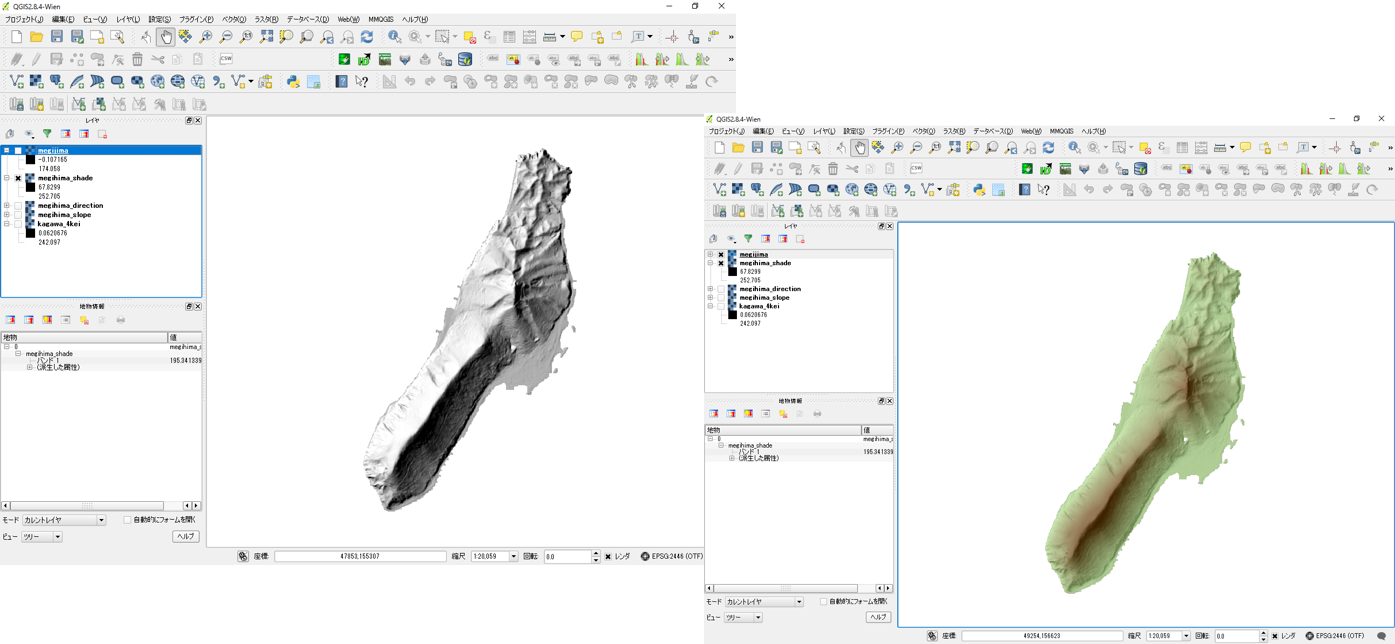 QGIS2.8.4-Wien
プロジェクト(J) 編集(E) ビュー(V) レイヤ(L) 設定(S) プラグイン(P) ベクタ(O) ラスタ(R) データベース(D) Web(W) MMQGIS ヘルプ(H)
CSW
レイヤ
megijima
-0.107165
74.058
megihima_shade
67.8299
252.705
megihima_direction
megihima_slope
kagawa_4kei
0.0620676
242.097
地物情報
地物 値
0 megihima_s
megihima_shade
バンド 1 195.341339
(派生した属性)
モード カレントレイヤ 自動的にフォームを開く
ビュー ツリー ヘルプ
座標: 47853,155307 縮尺 1:20,059 回転: 0.0 レンダ EPSG:2446 (OTF)
QGIS2.8.4-Wien
プロジェクト(J) 編集(E) ビュー(V) レイヤ(L) 設定(S) プラグイン(P) ベクタ(O) ラスタ(R) データベース(D) Web(W) MMQGIS ヘルプ(H)
CSW
レイヤ
megijima
megihima_shade
67.8299
252.705
megihima_direction
megihima_slope
kagawa_4kei
0.0620676
242.097
地物情報
地物 値
0 megihima_s
megihima_shade
バンド 1 195.341339
(派生した属性)
モード カレントレイヤ 自動的にフォームを開く
ビュー ツリー ヘルプ
座標: 49254,156623 縮尺 1:20,059 回転: 0.0 レンダ EPSG:2446 (OTF)